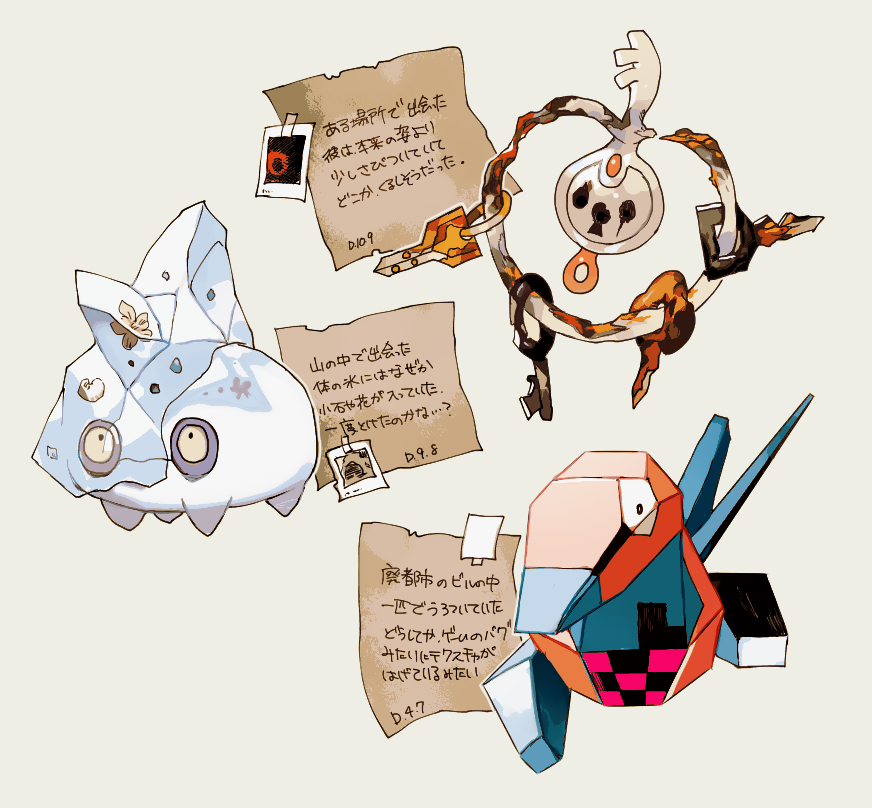 ある場所で出会った
彼は、本来の姿より
少しさびついていて
どこか、くるしそうだった。
D.10.9
山の中で出会った
体の氷にはなぜか
小石や花が入っていた。
一度とけたのかな…?
D.9.8
廃都市のビルの中
一匹でうろついていた
どうしてか、ゲームのバグ
みたいにテクスチャが
はげているみたい
D.4.7